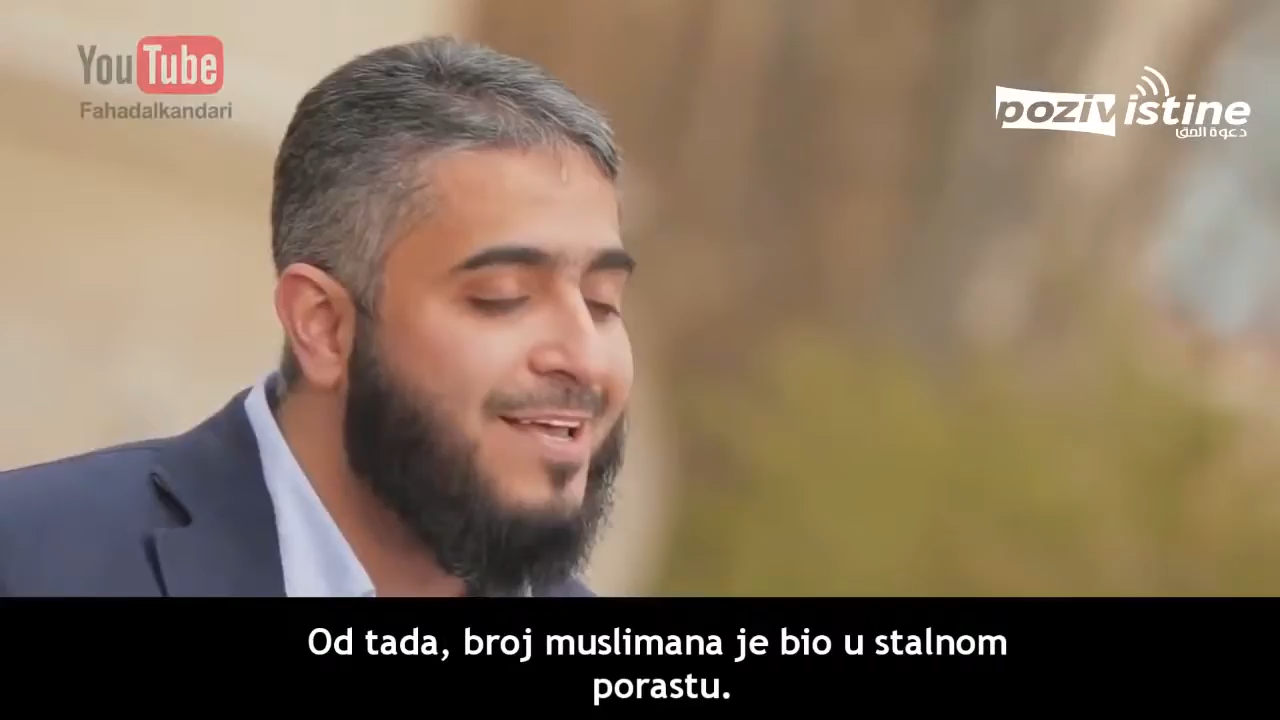 YouTube
Fahadalkandari
poziv istine
دعوة الحق
Od tada, broj muslimana je bio u stalnom
porastu.